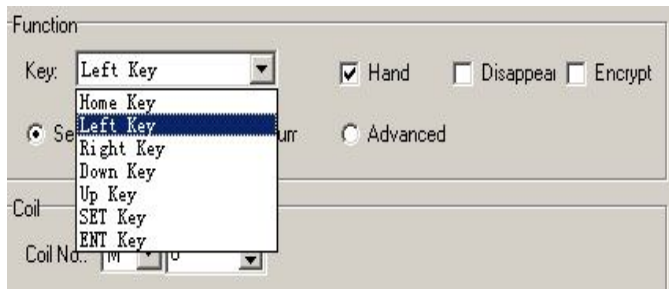 Function
Key: Left Key Hand Disappear Encrypt
Home Key
Left Key
Right Key
Down Key
Up Key
SET Key
ENT Key
Advanced
Coil
Coil No.: M 0